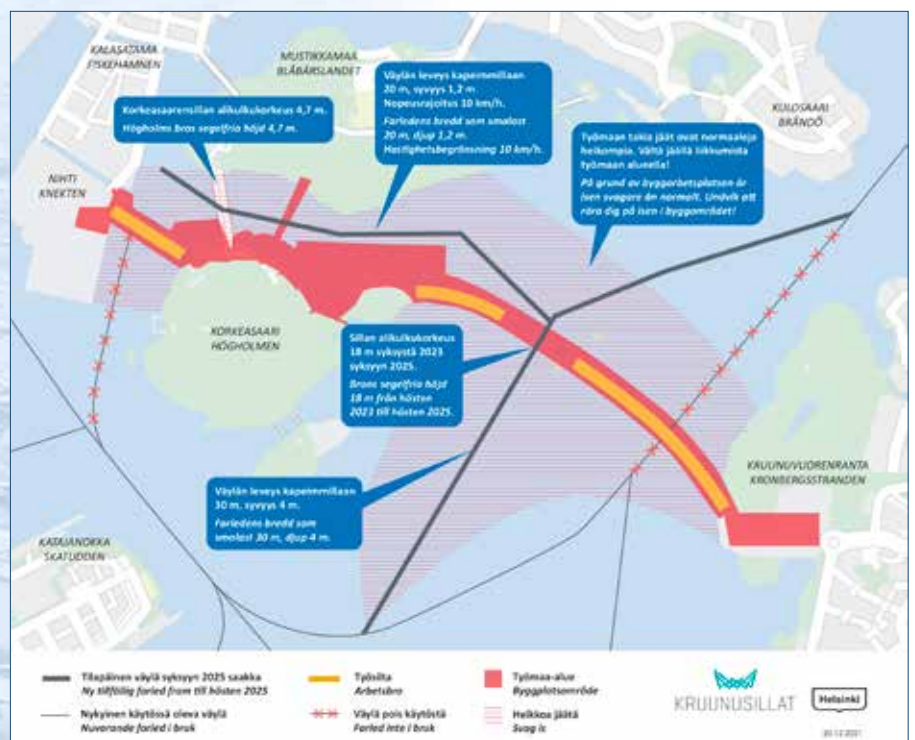 KALASATAMA
FISKEHAMNEN
MUSTIKKAMAA
BLÅBÄRSLANDET
KULOSAARI
BRÄNDÖ
Korkeasaarensillan alikulkukorkeus 4,7 m.
Högholms bros segelfria höjd 4,7 m.
Väylän leveys kapeimmillaan
20 m, syvyys 1,2 m.
Nopeusrajoitus 10 km/h.
Farledens bredd som smalast
20 m, djup 1,2 m.
Hastighetsbegränsning 10 km/h.
Työmaan takia jäät ovat normaaleja
heikompia. Vältä jäällä liikkumista
työmaan alueella!
På grund av byggarbetsplatsen är
isen svagare än normalt. Undvik att
röra dig på isen i byggområdet!
NIHTI
KNEKTEN
KORKEASAARI
HÖGHOLMEN
Sillan alikulkukorkeus
18 m syksystä 2023
syksyyn 2025.
Brons segelfria höjd
18 m från hösten
2023 till hösten 2025.
KRUUNUVUORENRANTA
KRONBERGSSTRANDEN
Väylän leveys kapeimmillaan
30 m, syvyys 4 m.
Farledens bredd som
smalast 30 m, djup 4 m.
KATAJANOKKA
SKATUDDEN
Tilapäinen väylä syksyyn 2025 saakka
Ny tillfällig farled fram till hösten 2025
Nykyinen käytössä oleva väylä
Nuvarande farled i bruk
Työsilta
Arbetsbro
Väylä pois käytöstä
Farled inte i bruk
Työmaa-alue
Byggplatsområde
Heikkoa jäätä
Svag is
KRUUNUSILLAT
Helsinki
20.12.2021